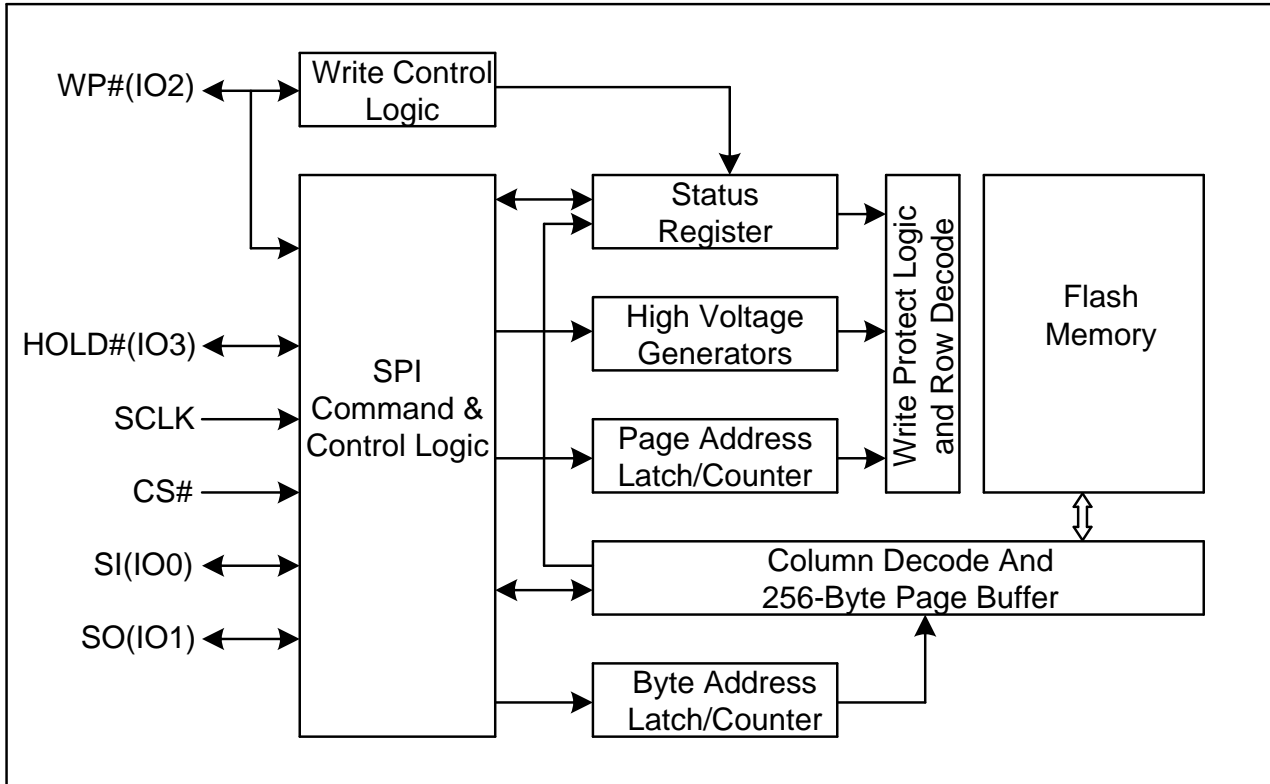 WP#(IO2)
Write Control
Logic
Status
Register
Write Protect Logic
and Row Decode
Flash
Memory
High Voltage
Generators
HOLD#(IO3)
SPI
Command &
Control Logic
SCLK
Page Address
Latch/Counter
CS#
SI(IO0)
Column Decode And
256-Byte Page Buffer
SO(IO1)
Byte Address
Latch/Counter